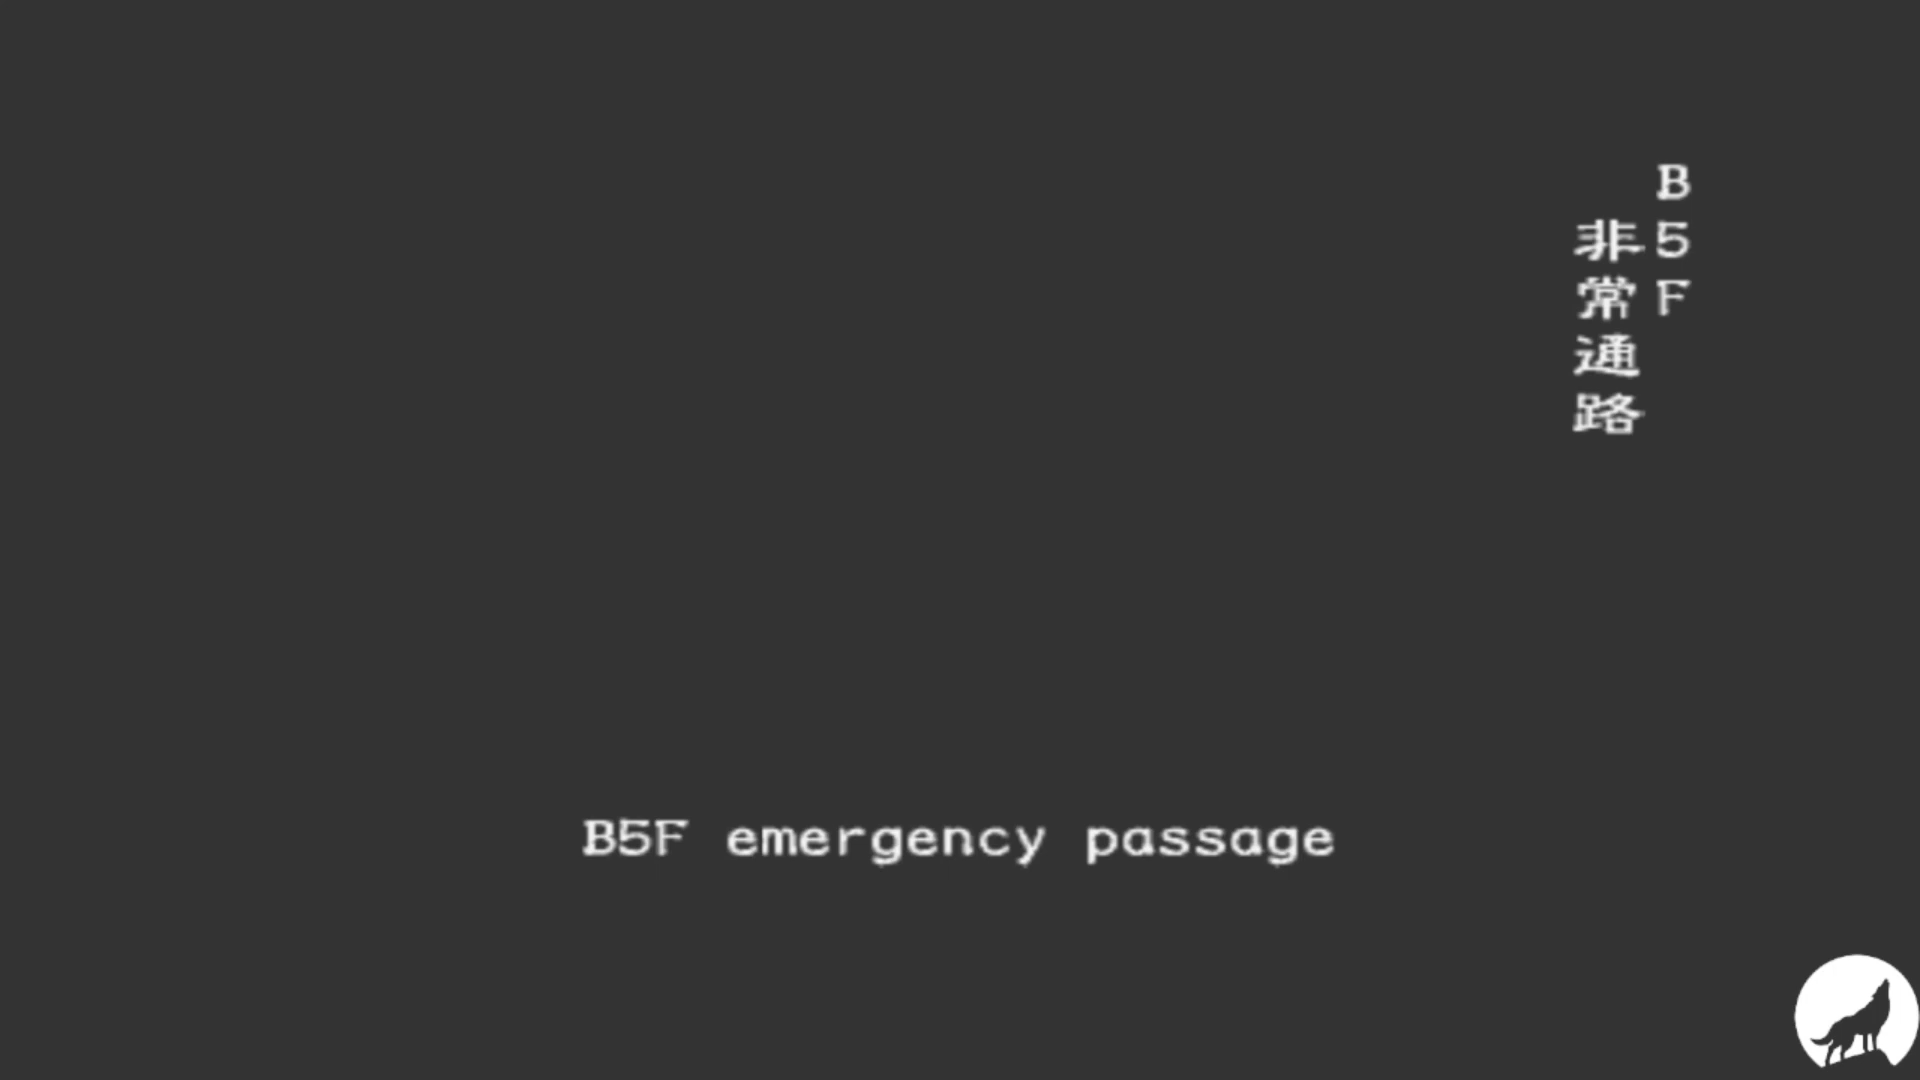 B5F
非常通路
B5F emergency passage